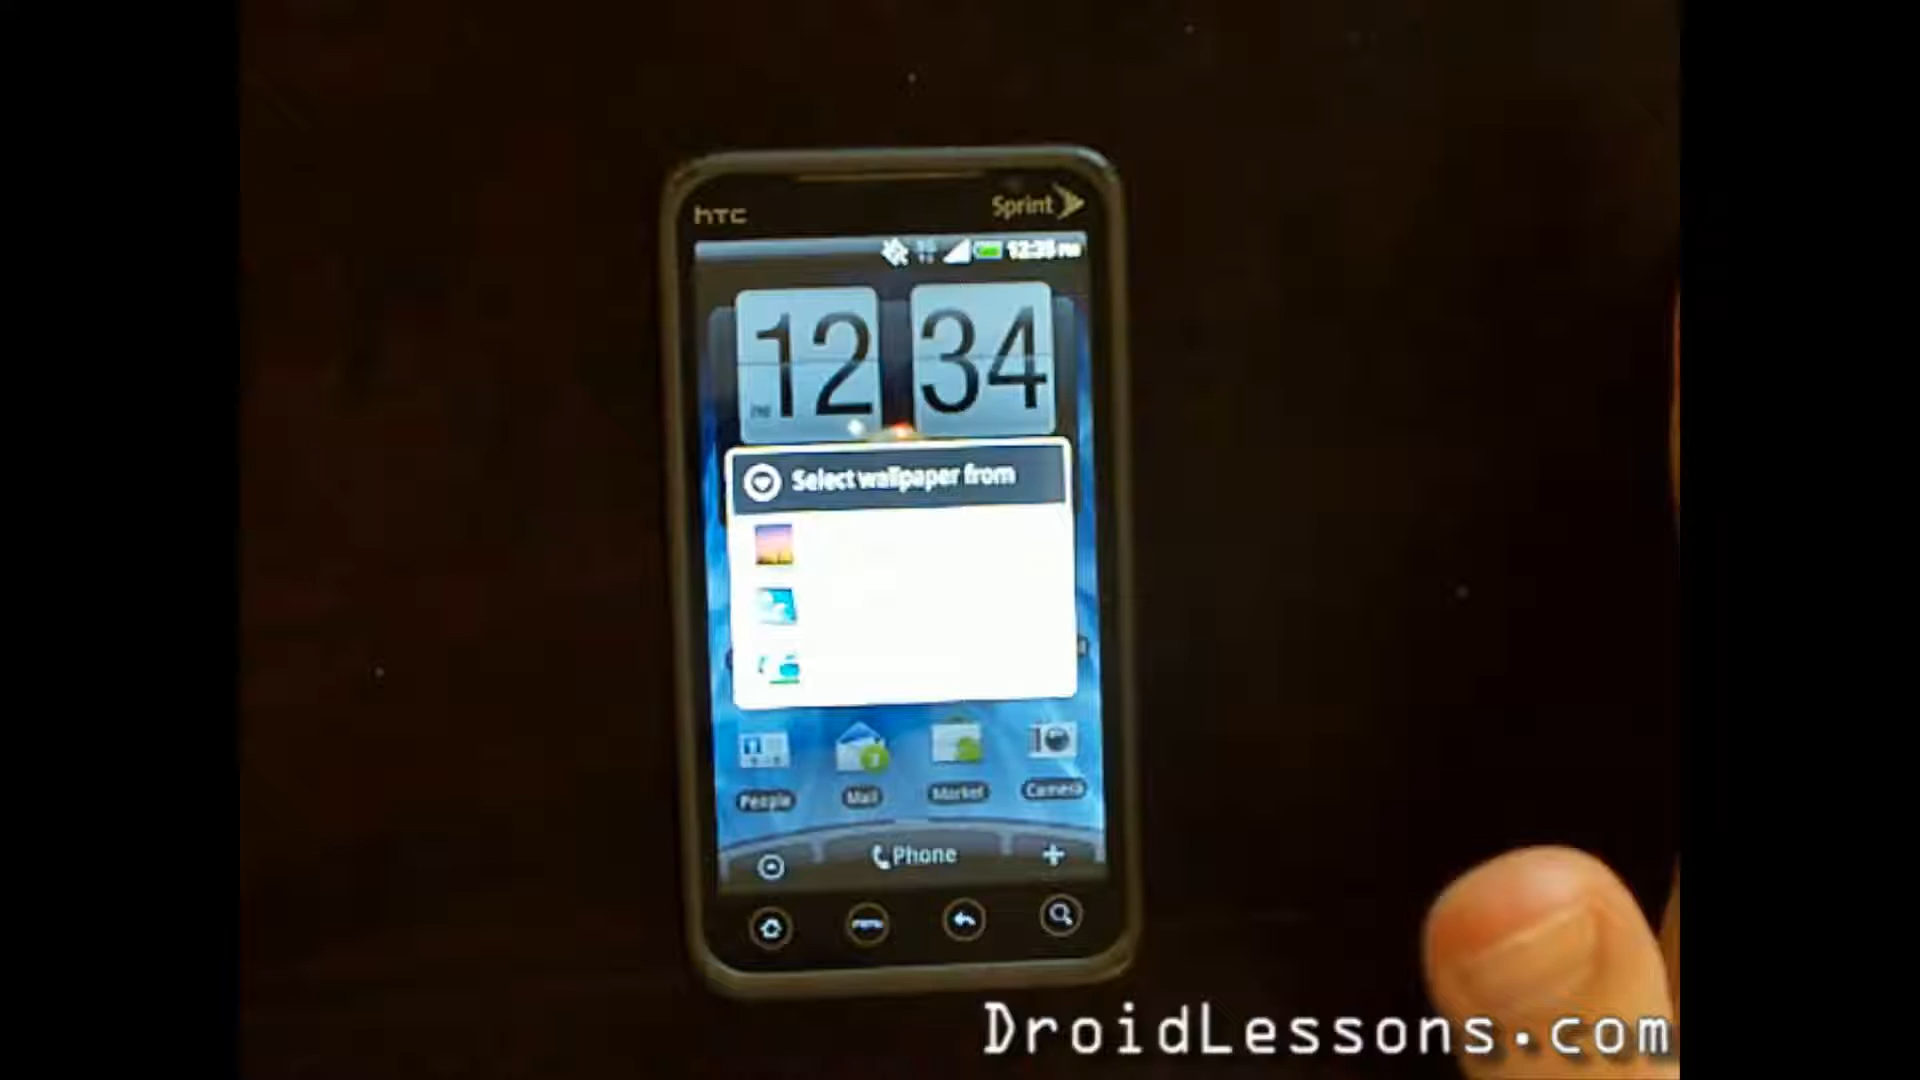 hTC
Sprint
12 34
Select wallpaper from
People Mail Market Camera
Phone
DroidLessons.com